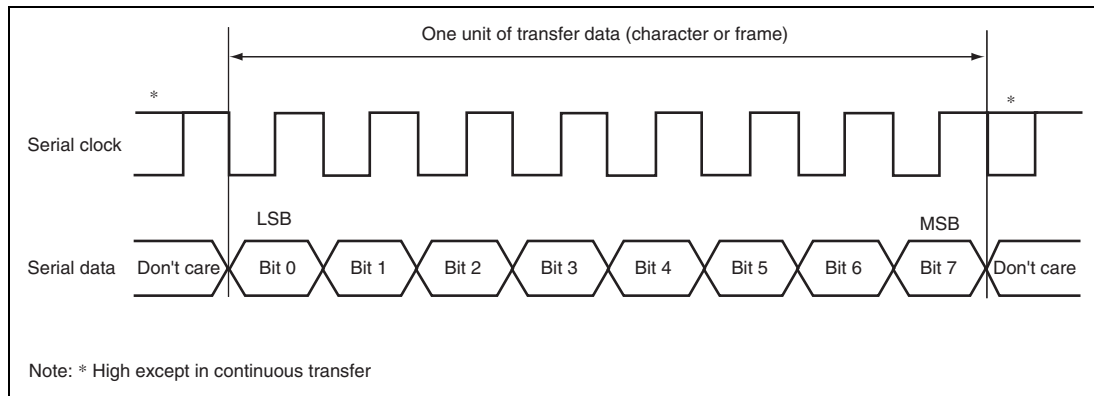 One unit of transfer data (character or frame)
* *
Serial clock
LSB MSB
Serial data Don't care Bit 0 Bit 1 Bit 2 Bit 3 Bit 4 Bit 5 Bit 6 Bit 7 Don't care
Note: * High except in continuous transfer